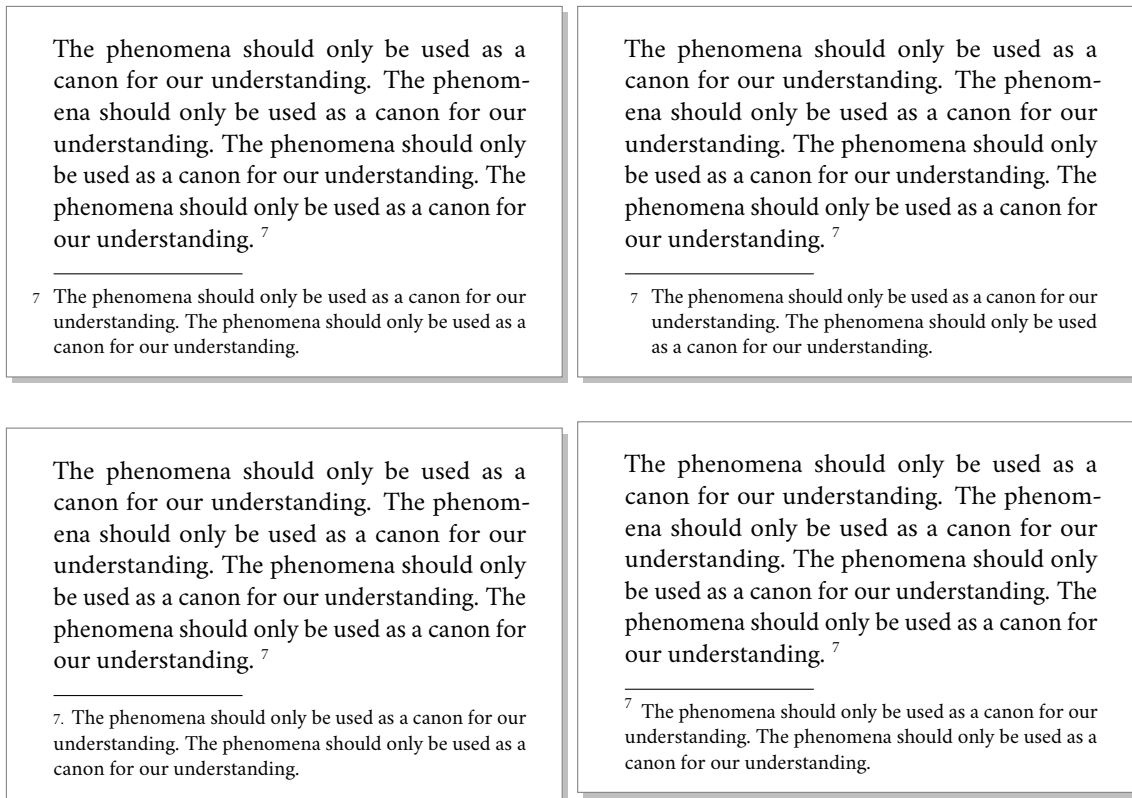 The phenomena should only be used as a
canon for our understanding. The phenom-
ena should only be used as a canon for our
understanding. The phenomena should only
be used as a canon for our understanding. The
phenomena should only be used as a canon for
our understanding. 7
7 The phenomena should only be used as a canon for our
understanding. The phenomena should only be used as a
canon for our understanding.
The phenomena should only be used as a
canon for our understanding. The phenom-
ena should only be used as a canon for our
understanding. The phenomena should only
be used as a canon for our understanding. The
phenomena should only be used as a canon for
our understanding. 7
7 The phenomena should only be used as a canon for our
understanding. The phenomena should only be used
as a canon for our understanding.
The phenomena should only be used as a
canon for our understanding. The phenom-
ena should only be used as a canon for our
understanding. The phenomena should only
be used as a canon for our understanding. The
phenomena should only be used as a canon for
our understanding. 7
7. The phenomena should only be used as a canon for our
understanding. The phenomena should only be used as a
canon for our understanding.
The phenomena should only be used as a
canon for our understanding. The phenom-
ena should only be used as a canon for our
understanding. The phenomena should only
be used as a canon for our understanding. The
phenomena should only be used as a canon for
our understanding. 7
7 The phenomena should only be used as a canon for our
understanding. The phenomena should only be used as a
canon for our understanding.